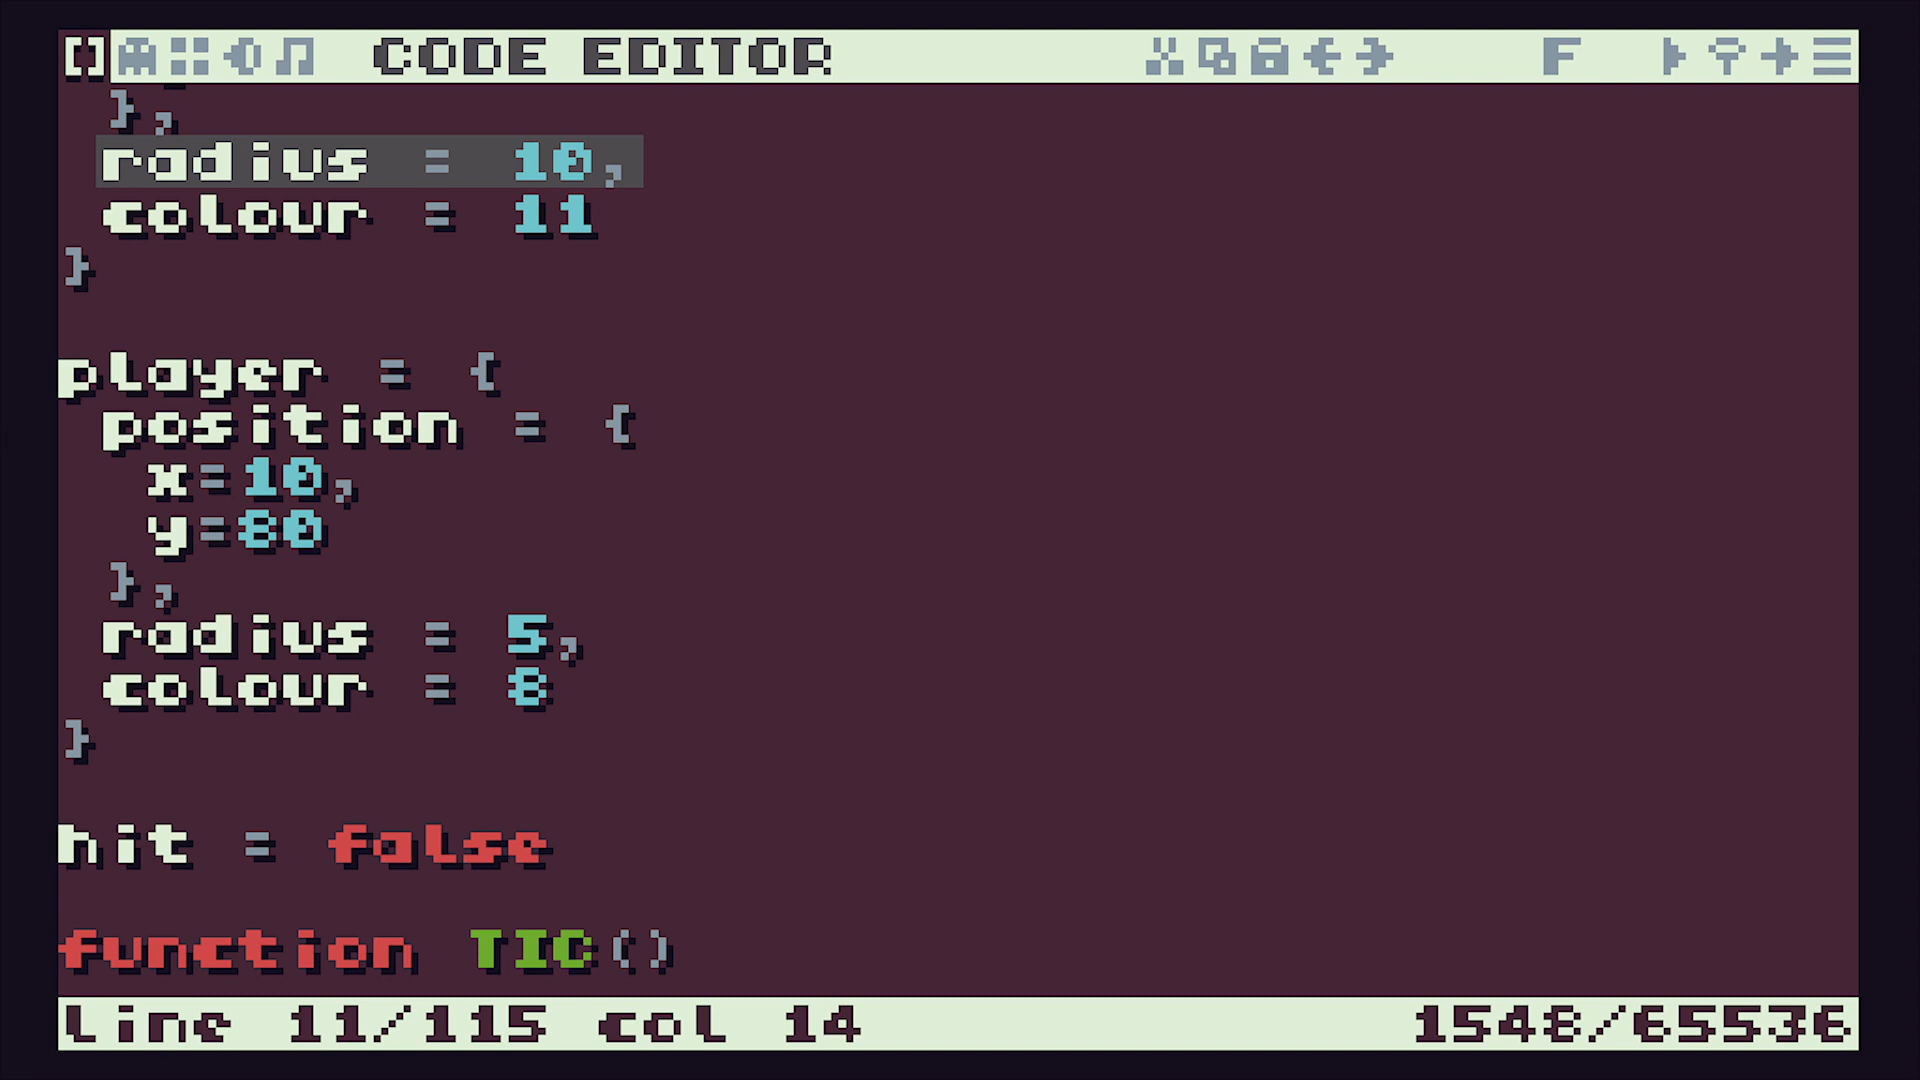 CODE EDITOR F
},
radius = 10,
colour = 11
}
player = {
position = {
x=10,
y=80
},
radius = 5,
colour = 8
}
hit = false
function TIC()
line 11/115 col 14 1548/65536